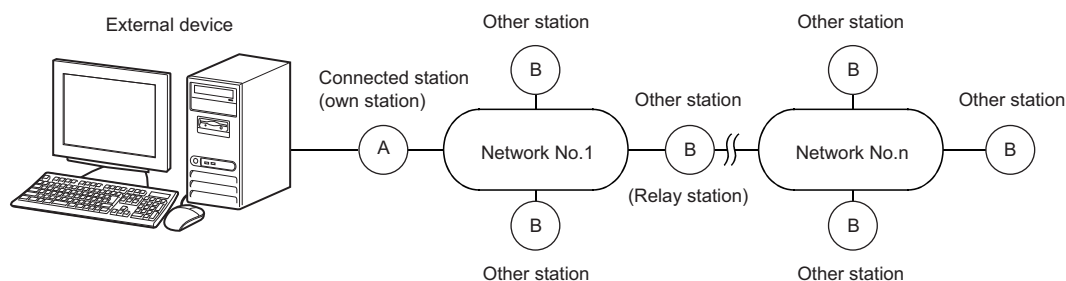 External device
Other station
Other station
B
B
Connected station
(own station)
Other station
Other station
A
Network No.1
B
Network No.n
B
(Relay station)
B
B
Other station
Other station